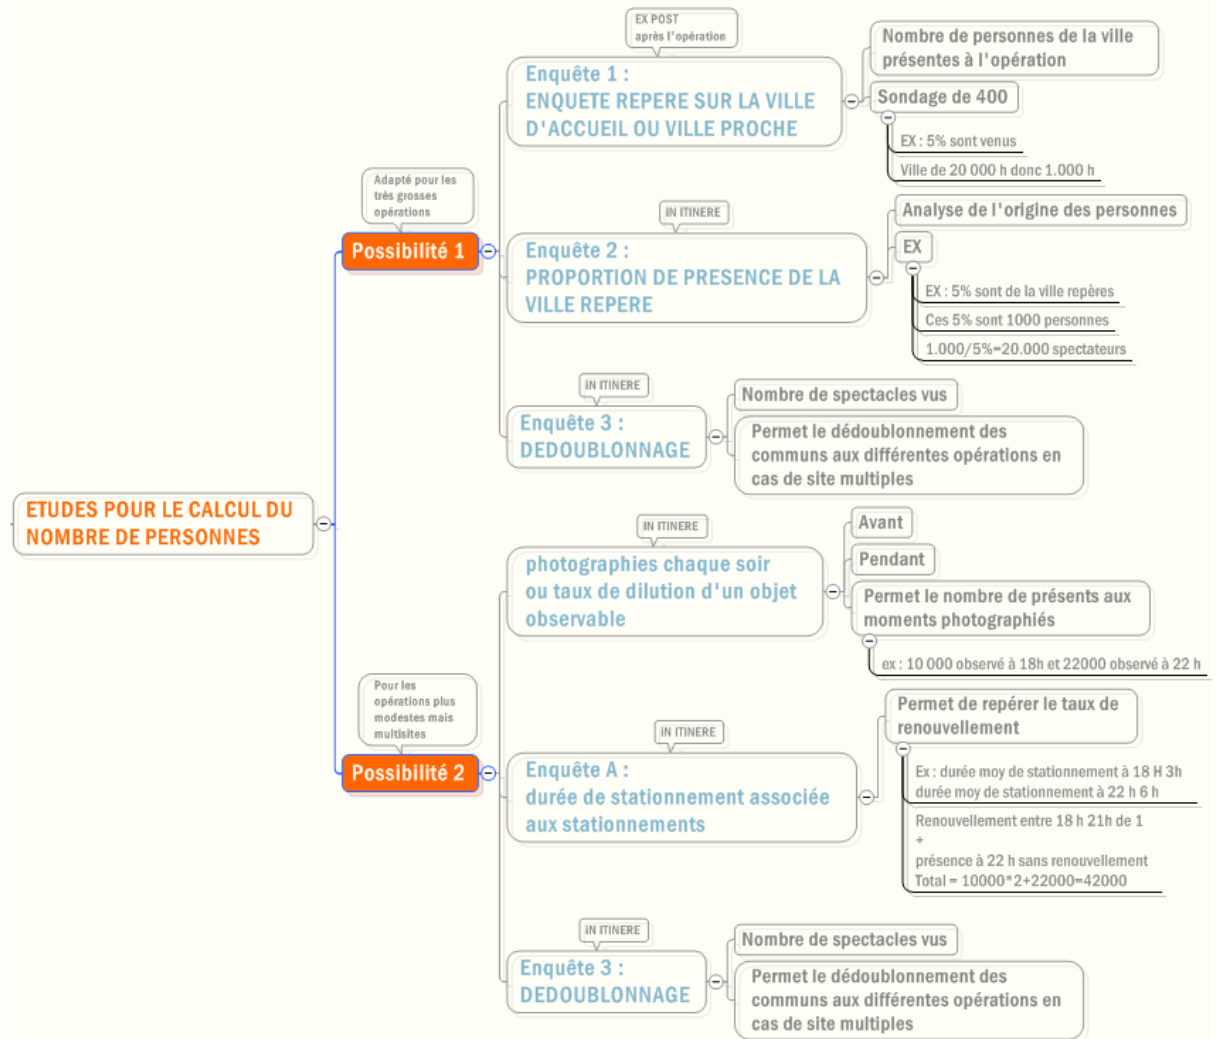 ETUDES POUR LE CALCUL DU
NOMBRE DE PERSONNES
Adapté pour les
très grosses
opérations
Possibilité 1
EX POST
après l'opération
Enquête 1 :
ENQUETE REPERE SUR LA VILLE
D'ACCUEIL OU VILLE PROCHE
Nombre de personnes de la ville
présentes à l'opération
Sondage de 400
EX : 5% sont venus
Ville de 20 000 h donc 1.000 h
iN ITINERE
Enquête 2 :
PROPORTION DE PRESENCE DE LA
VILLE REPERE
Analyse de l'origine des personnes
EX
EX : 5% sont de la ville repères
Ces 5% sont 1000 personnes
1.000/5%=20.000 spectateurs
iN ITINERE
Enquête 3 :
DEDOUBLONNAGE
Nombre de spectacles vus
Permet le dédoublonnement des
communs aux différentes opérations en
cas de site multiples
Pour les
opérations plus
modestes mais
multisites
Possibilité 2
IN ITINERE
photographies chaque soir
ou taux de dilution d'un objet
observable
Avant
Pendant
Permet le nombre de présents aux
moments photographiés
ex : 10 000 observé à 18h et 22000 observé à 22 h
iN ITINERE
Enquête A :
durée de stationnement associée
aux stationnements
Permet de repérer le taux de
renouvellement
Ex : durée moy de stationnement à 18 H 3h
durée moy de stationnement à 22 h 6 h
Renouvellement entre 18 h 21h de 1
+
présence à 22 h sans renouvellement
Total = 10000*2+22000=42000
iN ITINERE
Enquête 3 :
DEDOUBLONNAGE
Nombre de spectacles vus
Permet le dédoublonnement des
communs aux différentes opérations en
cas de site multiples